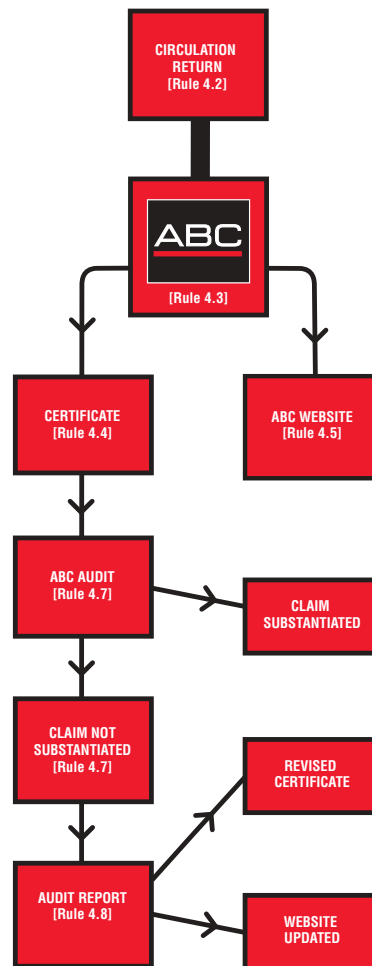 CIRCULATION
RETURN
[Rule 4.2]
ABC
[Rule 4.3]
CERTIFICATE
[Rule 4.4]
ABC WEBSITE
[Rule 4.5]
ABC AUDIT
[Rule 4.7]
CLAIM
SUBSTANTIATED
CLAIM NOT
SUBSTANTIATED
[Rule 4.7]
REVISED
CERTIFICATE
AUDIT REPORT
[Rule 4.8]
WEBSITE
UPDATED